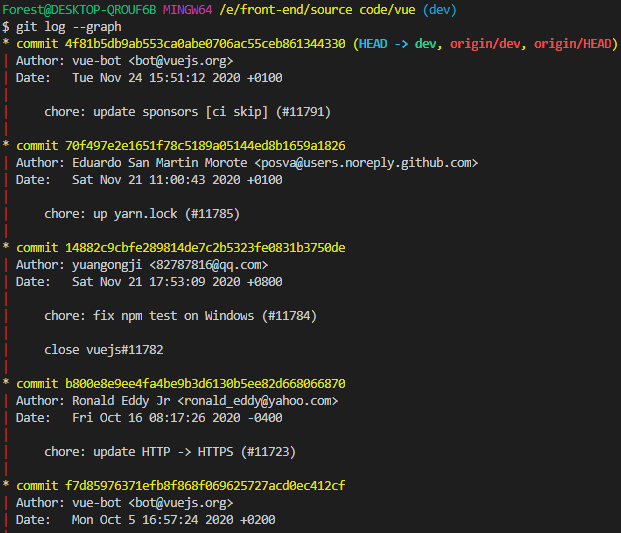 Forest@DESKTOP-QROUF6B MINGW64 /e/front-end/source code/vue (dev)
$ git log --graph
* commit 4f81b5db9ab553ca0abe0706ac55ceb861344330 (HEAD -> dev, origin/dev, origin/HEAD)
| Author: vue-bot <bot@vuejs.org>
| Date:   Tue Nov 24 15:51:12 2020 +0100
|
|     chore: update sponsors [ci skip] (#11791)
|
* commit 70f497e2e1651f78c5189a05144ed8b1659a1826
| Author: Eduardo San Martin Morote <posva@users.noreply.github.com>
| Date:   Sat Nov 21 11:00:43 2020 +0100
|
|     chore: up yarn.lock (#11785)
|
* commit 14882c9cbfe289814de7c2b5323fe0831b3750de
| Author: yuangongji <82787816@qq.com>
| Date:   Sat Nov 21 17:53:09 2020 +0800
|
|     chore: fix npm test on Windows (#11784)
|
|     close vuejs#11782
|
* commit b800e8e9ee4fa4be9b3d6130b5ee82d668066870
| Author: Ronald Eddy Jr <ronald_eddy@yahoo.com>
| Date:   Fri Oct 16 08:17:26 2020 -0400
|
|     chore: update HTTP -> HTTPS (#11723)
|
* commit f7d85976371efb8f868f069625727acd0ec412cf
| Author: vue-bot <bot@vuejs.org>
| Date:   Mon Oct 5 16:57:24 2020 +0200